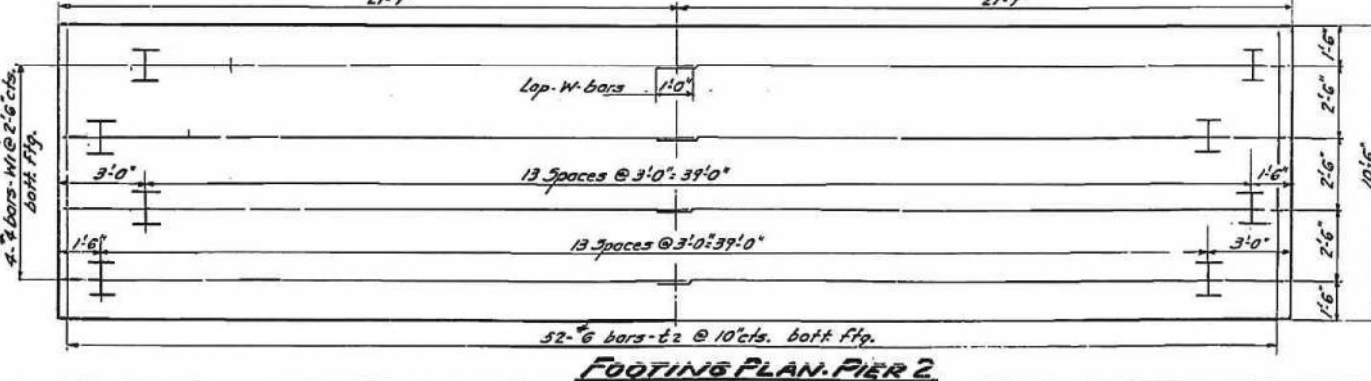 Lap-W-bars
1'-0"
4-#4 bars-W1@2'-6"cts.
bott. ftg.
3'-0"
13 Spaces @ 3'-0"= 39'-0"
1'-6"
1'-6"
13 Spaces @ 3'-0"= 39'-0"
3'-0"
1'-6"
2'-6"
2'-6"
2'-6"
1'-6"
10'-6"
52-#6 bars-t2 @ 10"cts. bott. ftg.
FOOTING PLAN. PIER 2